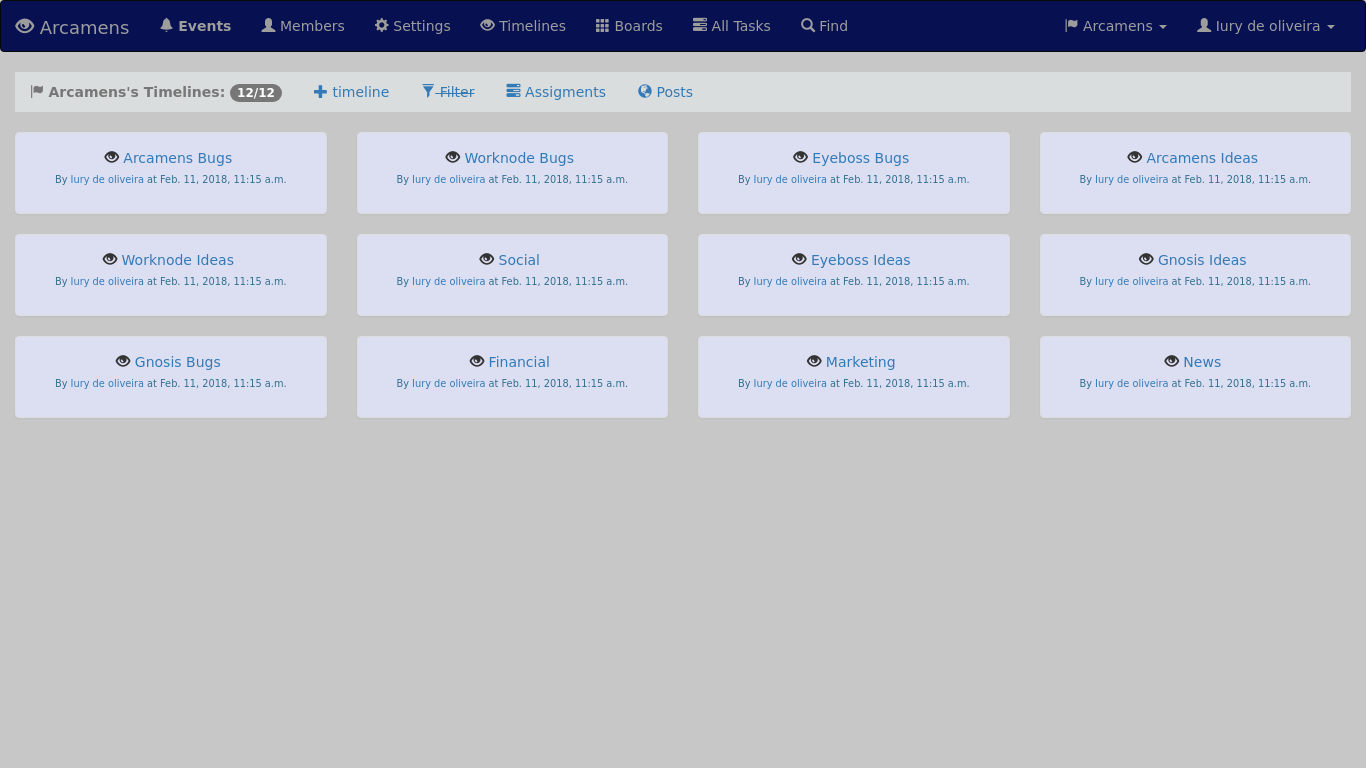 Arcamens Events Members Settings Timelines Boards All Tasks Find Arcamens Iury de oliveira
Arcamens's Timelines: 12/12 timeline Filter Assigments Posts
Arcamens Bugs Worknode Bugs Eyeboss Bugs Arcamens Ideas
By Iury de oliveira at Feb. 11, 2018, 11:15 a.m. By Iury de oliveira at Feb. 11, 2018, 11:15 a.m. By Iury de oliveira at Feb. 11, 2018, 11:15 a.m. By Iury de oliveira at Feb. 11, 2018, 11:15 a.m.
Worknode Ideas Social Eyeboss Ideas Gnosis Ideas
By Iury de oliveira at Feb. 11, 2018, 11:15 a.m. By Iury de oliveira at Feb. 11, 2018, 11:15 a.m. By Iury de oliveira at Feb. 11, 2018, 11:15 a.m. By Iury de oliveira at Feb. 11, 2018, 11:15 a.m.
Gnosis Bugs Financial Marketing News
By Iury de oliveira at Feb. 11, 2018, 11:15 a.m. By Iury de oliveira at Feb. 11, 2018, 11:15 a.m. By Iury de oliveira at Feb. 11, 2018, 11:15 a.m. By Iury de oliveira at Feb. 11, 2018, 11:15 a.m.